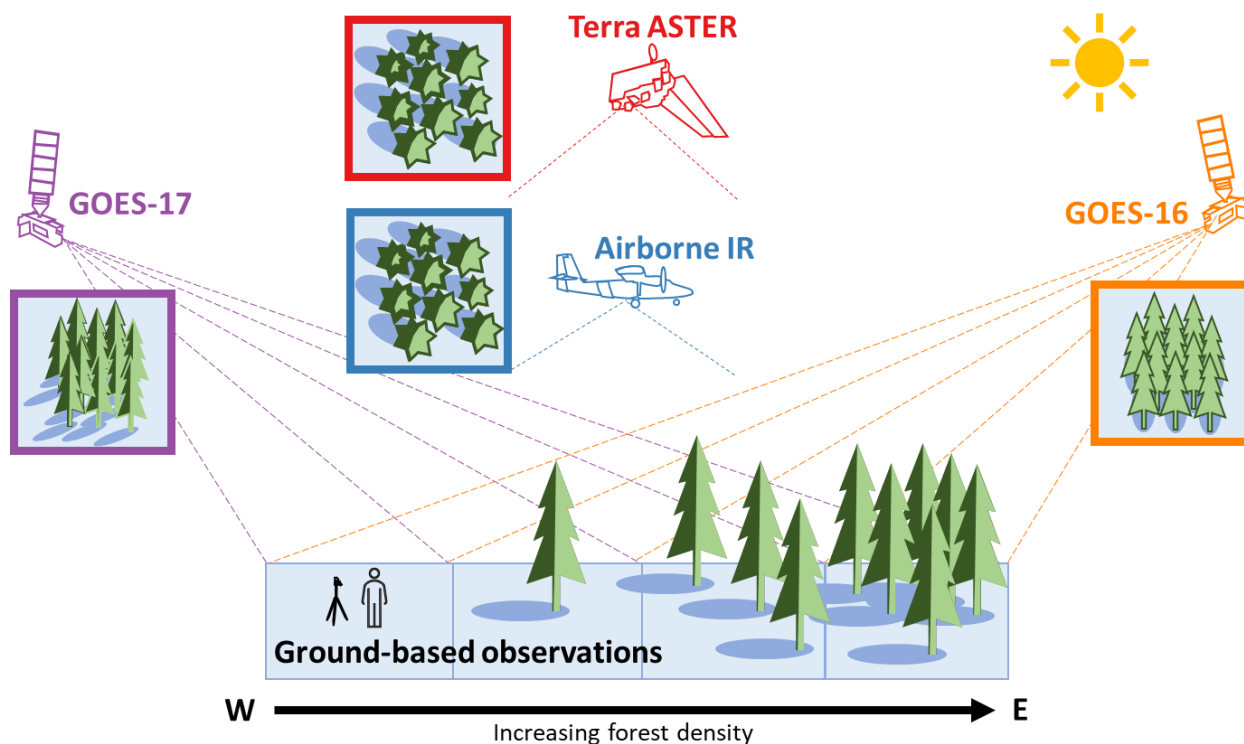 Terra ASTER
GOES-17
GOES-16
Airborne IR
Ground-based observations
W
E
Increasing forest density